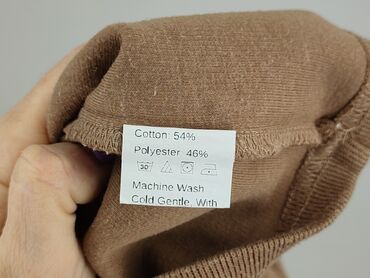 Cotton: 54%
Polyester 46%
30
Machine Wash
Cold Gentle, With